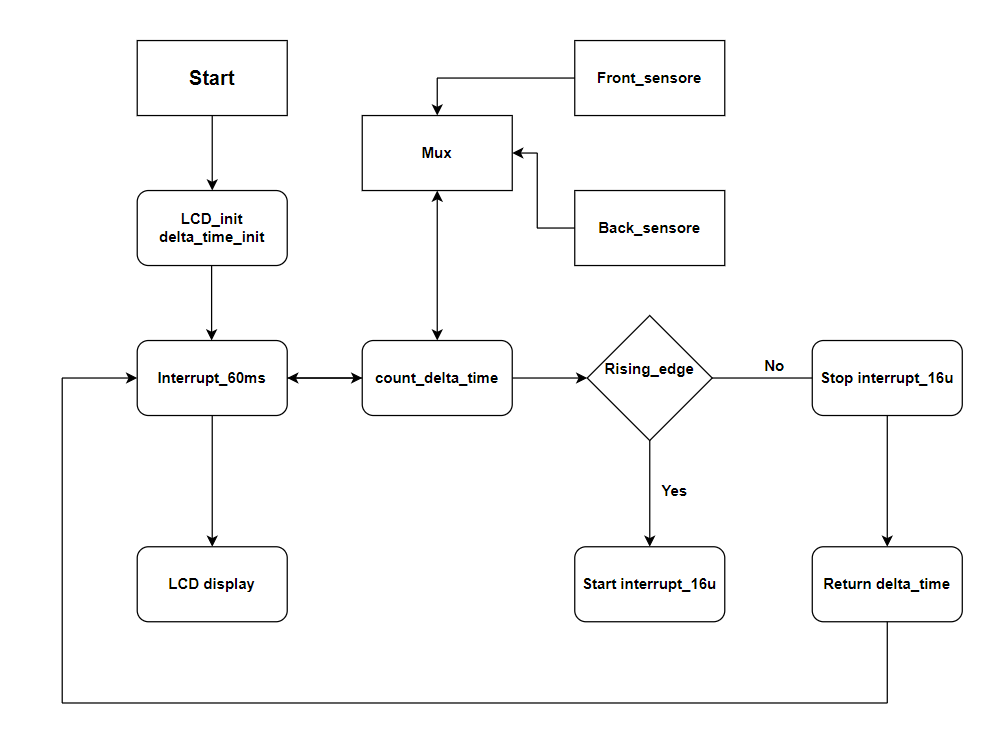 Start
Front_sensore
Mux
LCD_init
delta_time_init
Back_sensore
Interrupt_60ms
count_delta_time
Rising_edge
No
Stop interrupt_16u
Yes
LCD display
Start interrupt_16u
Return delta_time